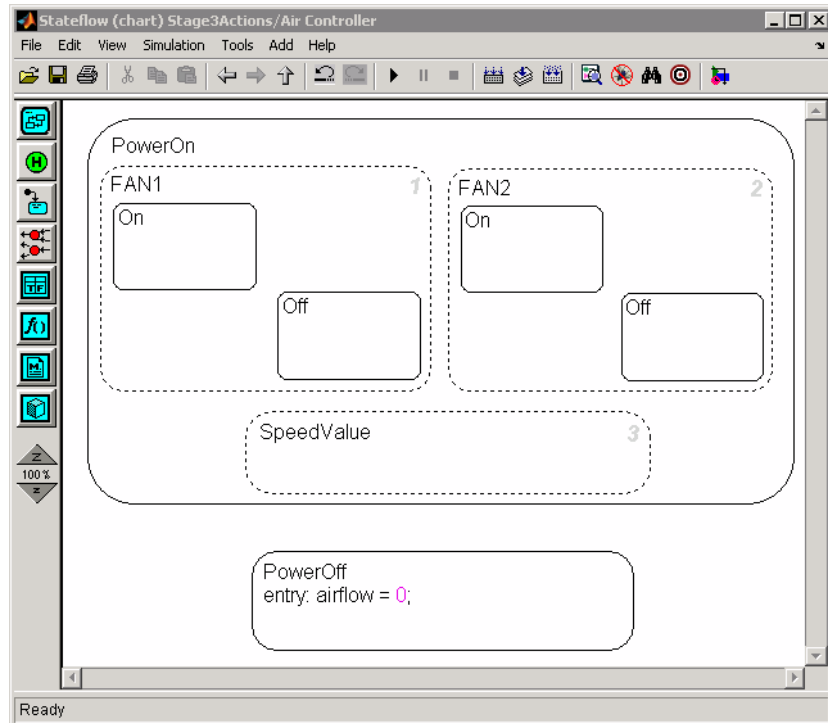 Stateflow (chart) Stage3Actions/Air Controller
File Edit View Simulation Tools Add Help
PowerOn
FAN1 1
On
Off
FAN2 2
On
Off
SpeedValue 3
PowerOff
entry: airflow = 0;
H
TF
f()
M
Z
100%
Z
Ready